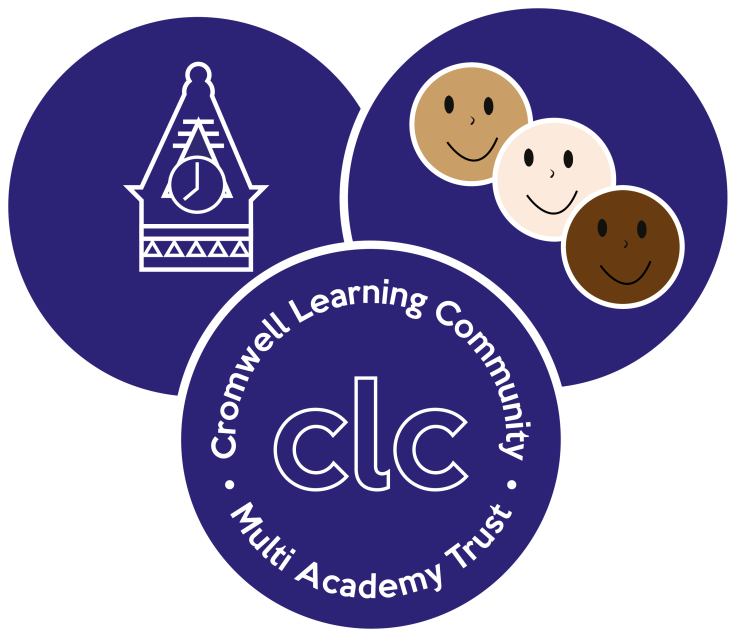 Cromwell Learning Community
clc
• Multi Academy Trust •